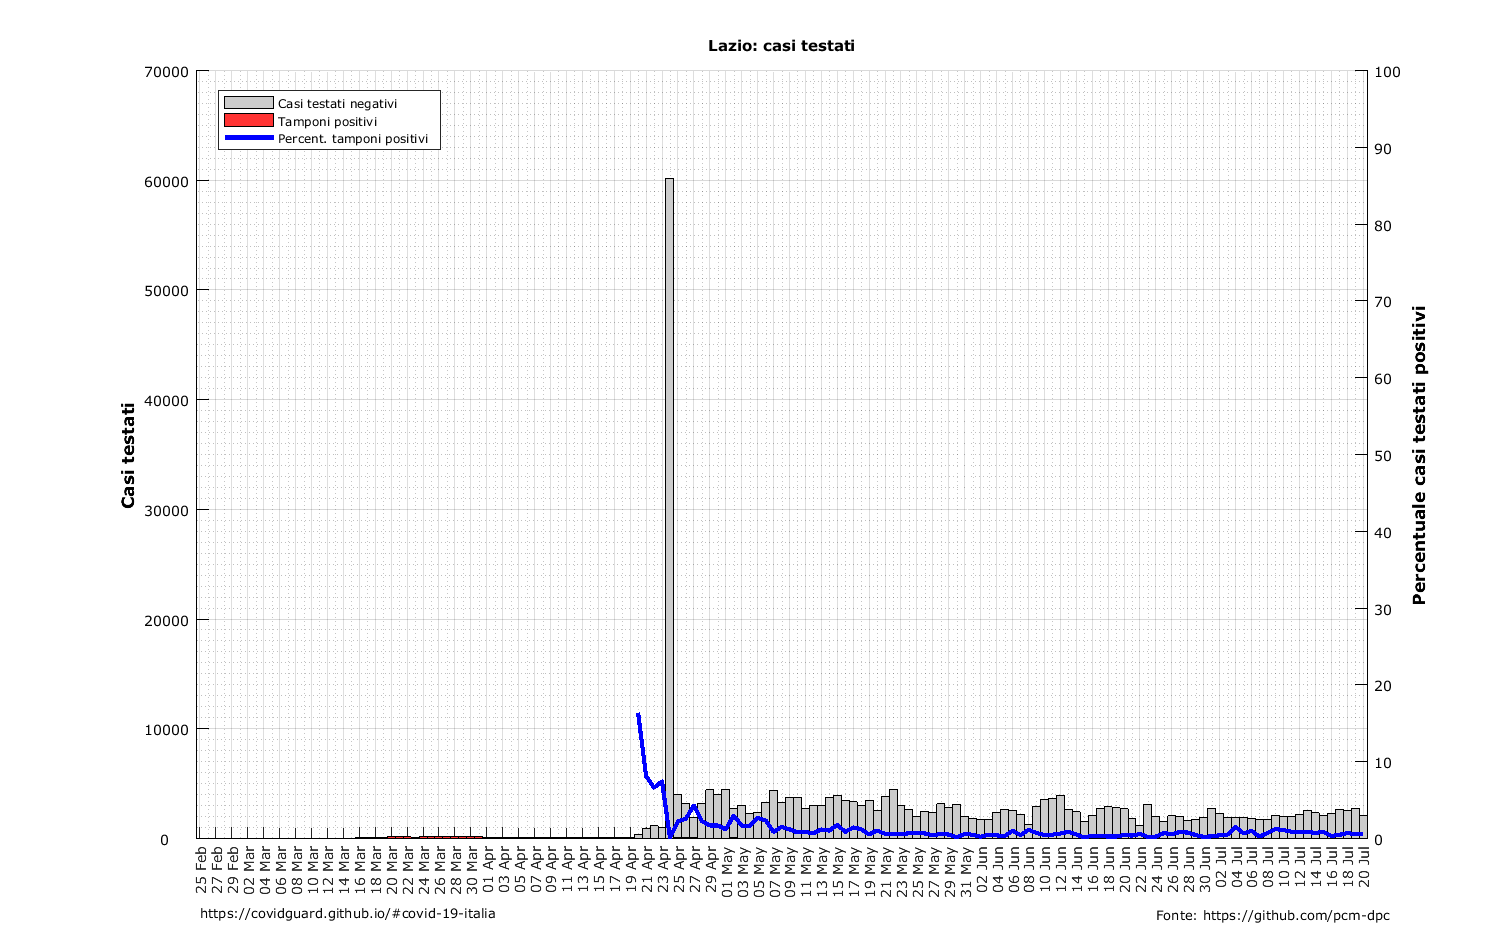 Lazio: casi testati
70000
60000
50000
40000
30000
20000
10000
0
Casi testati
Casi testati negativi
Tamponi positivi
Percent. tamponi positivi
100
90
80
70
60
50
40
30
20
10
0
Percentuale casi testati positivi
25 Feb
27 Feb
29 Feb
02 Mar
04 Mar
06 Mar
08 Mar
10 Mar
12 Mar
14 Mar
16 Mar
18 Mar
20 Mar
22 Mar
24 Mar
26 Mar
28 Mar
30 Mar
01 Apr
03 Apr
05 Apr
07 Apr
09 Apr
11 Apr
13 Apr
15 Apr
17 Apr
19 Apr
21 Apr
23 Apr
25 Apr
27 Apr
29 Apr
01 May
03 May
05 May
07 May
09 May
11 May
13 May
15 May
17 May
19 May
21 May
23 May
25 May
27 May
29 May
31 May
02 Jun
04 Jun
06 Jun
08 Jun
10 Jun
12 Jun
14 Jun
16 Jun
18 Jun
20 Jun
22 Jun
24 Jun
26 Jun
28 Jun
30 Jun
02 Jul
04 Jul
06 Jul
08 Jul
10 Jul
12 Jul
14 Jul
16 Jul
18 Jul
20 Jul
https://covidguard.github.io/#covid-19-italia
Fonte: https://github.com/pcm-dpc